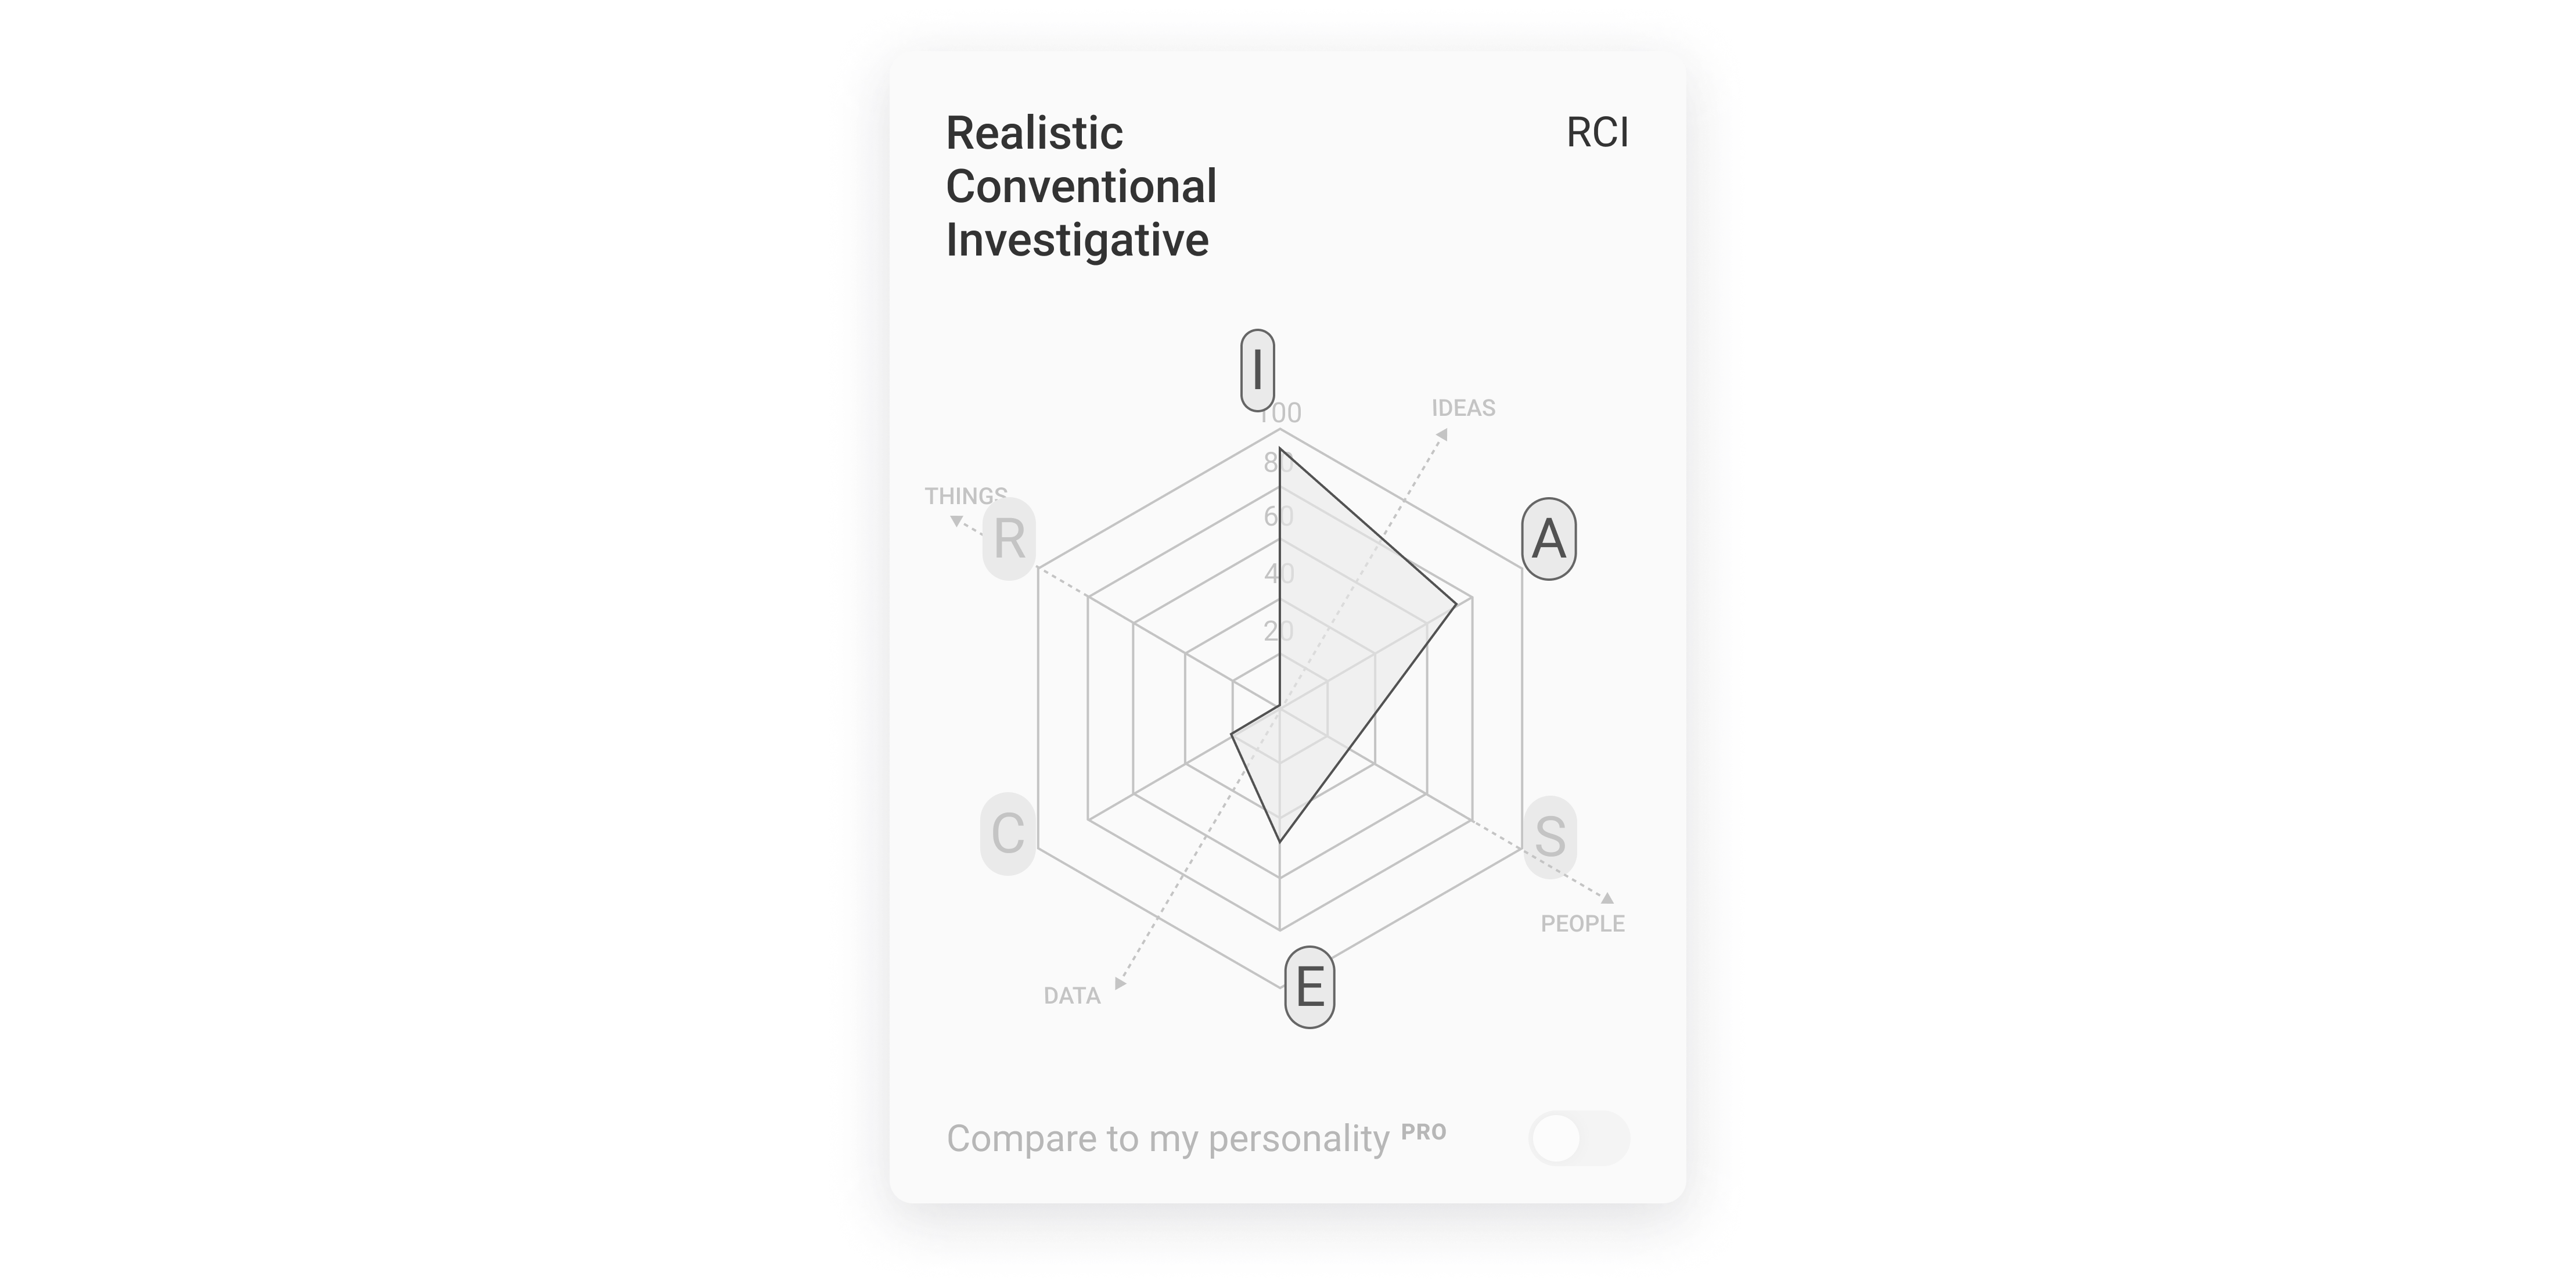 Realistic
Conventional
Investigative
RCI
I
100
IDEAS
80
THINGS
60
R
A
40
20
C
S
PEOPLE
E
DATA
Compare to my personality PRO